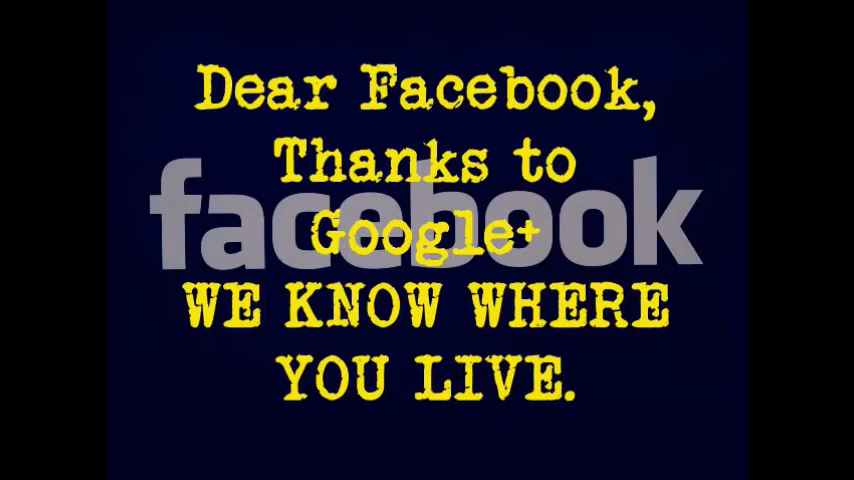 Dear Facebook,
Thanks to
facebook
Google+
WE KNOW WHERE
YOU LIVE.